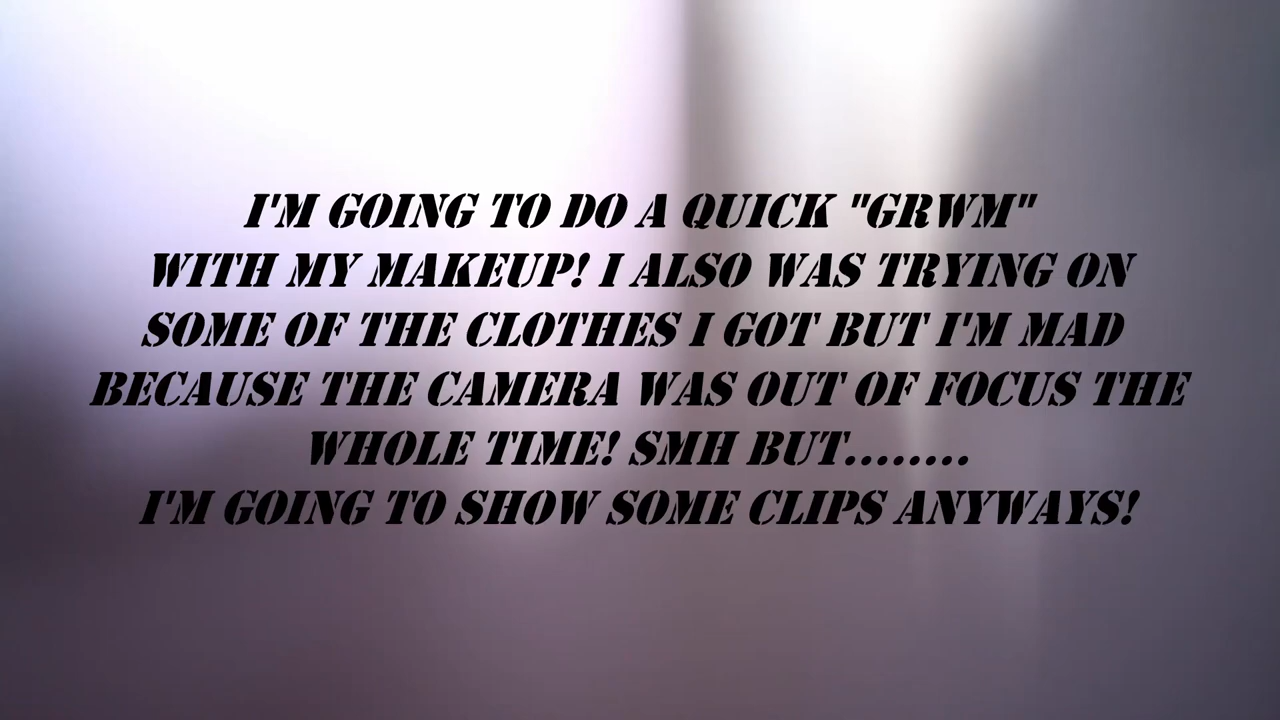 I'M GOING TO DO A QUICK "GRWM"
WITH MY MAKEUP! I ALSO WAS TRYING ON
SOME OF THE CLOTHES I GOT BUT I'M MAD
BECAUSE THE CAMERA WAS OUT OF FOCUS THE
WHOLE TIME! SMH BUT........
I'M GOING TO SHOW SOME CLIPS ANYWAYS!